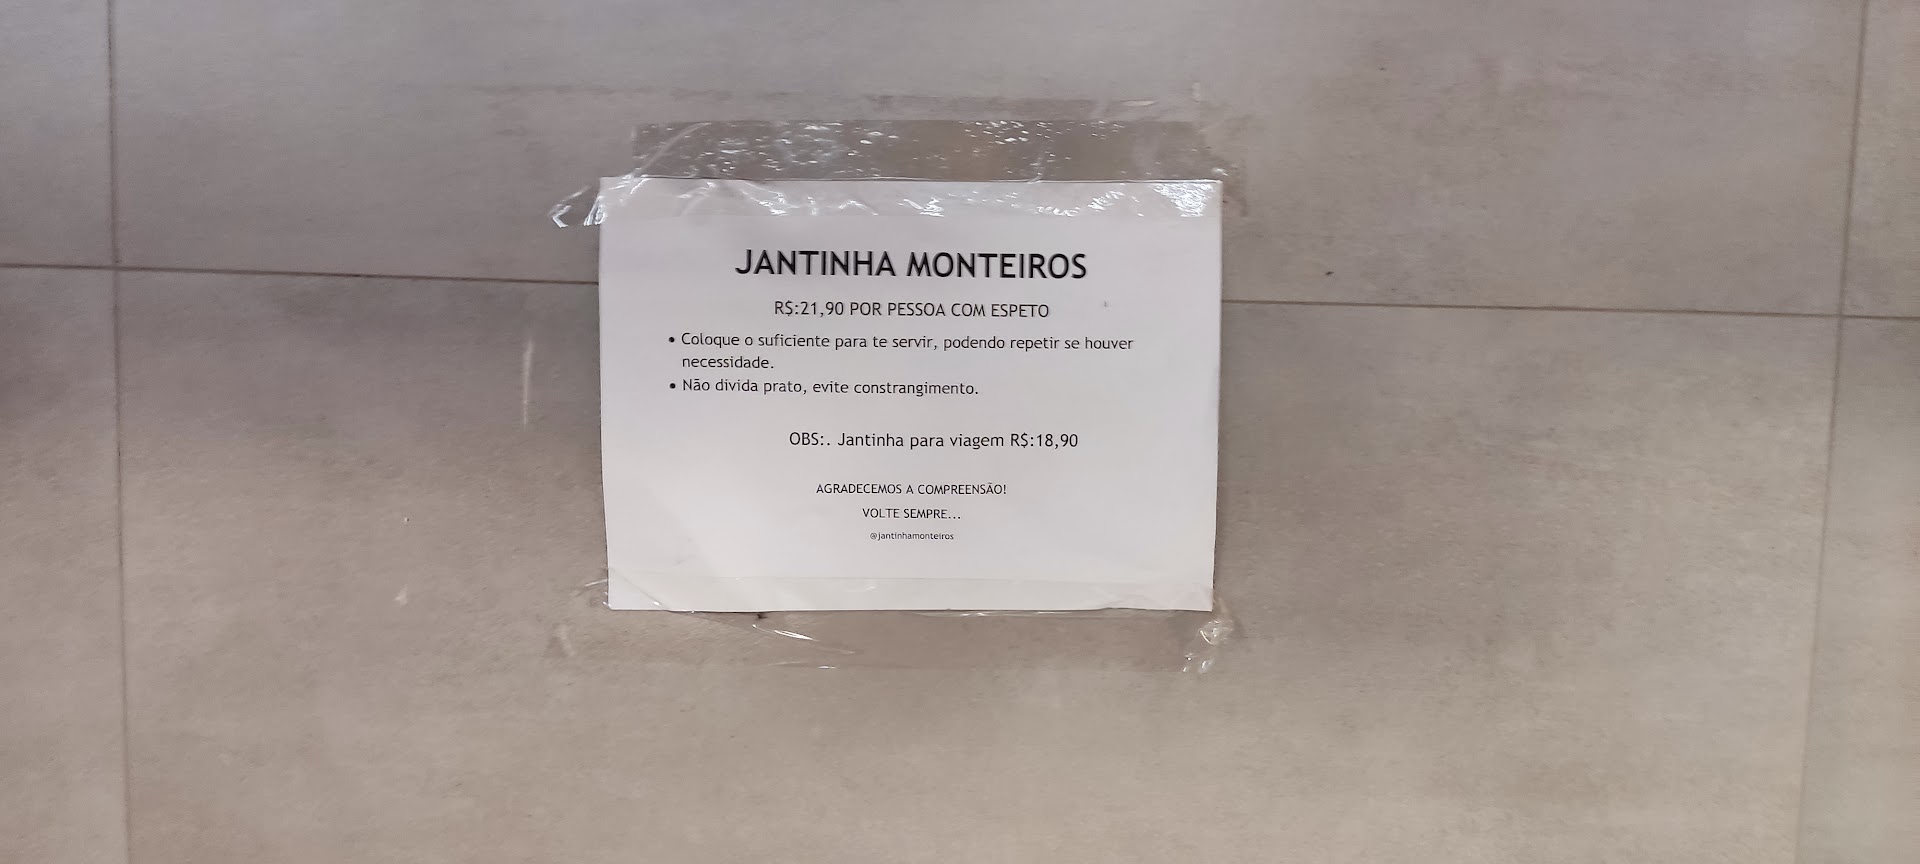 JANTINHA MONTEIROS
R$:21,90 POR PESSOA COM ESPETO
• Coloque o suficiente para te servir, podendo repetir se houver
necessidade.
• Não divida prato, evite constrangimento.
OBS:. Jantinha para viagem R$:18,90
AGRADECEMOS A COMPREENSÃO!
VOLTE SEMPRE...
@jantinhamonteiros